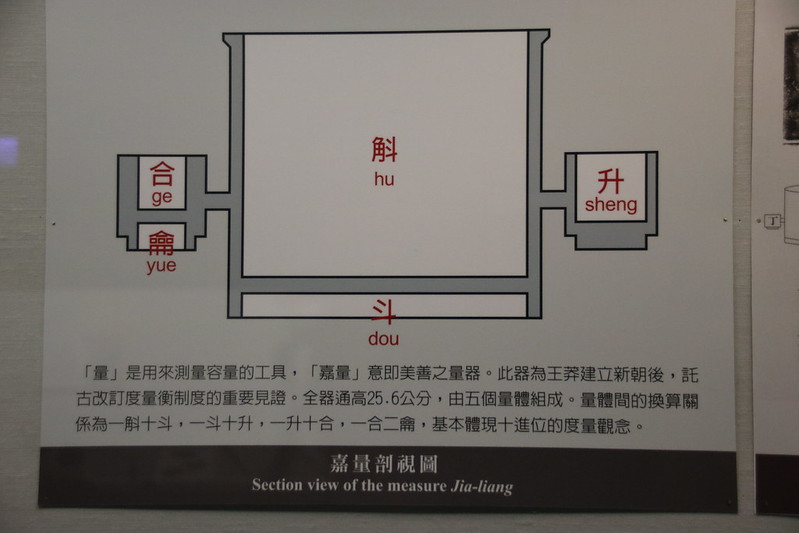 斛
hu
合
ge
升
sheng
龠
yue
斗
dou
「量」是用來測量容量的工具，「嘉量」意即美善之量器。此器為王莽建立新朝後，託
古改訂度量衡制度的重要見證。全器通高25.6公分，由五個量體組成。量體間的換算關
係為一斛十斗，一斗十升，一升十合，一合二龠，基本體現十進位的度量觀念。
嘉量剖視圖
Section view of the measure Jia-liang